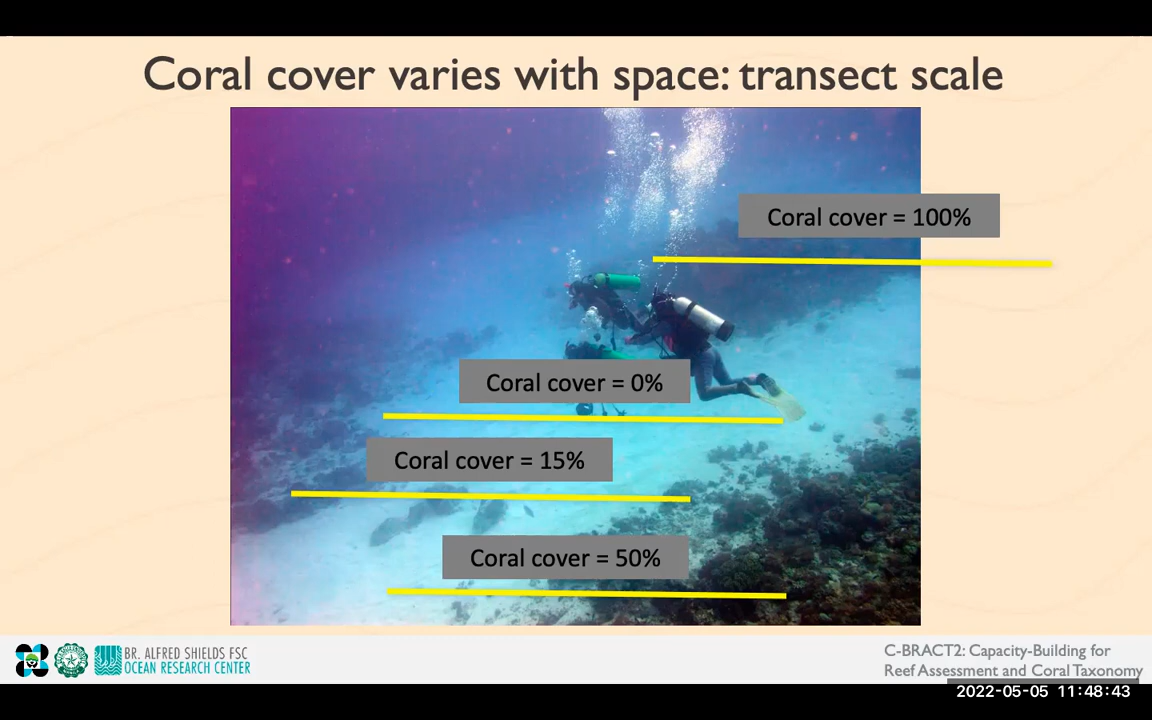 Coral cover varies with space: transect scale
Coral cover = 100%
Coral cover = 0%
Coral cover = 15%
Coral cover = 50%
BR. ALFRED SHIELDS FSC
OCEAN RESEARCH CENTER
C-BRACT2: Capacity-Building for
Reef Assessment and Coral Taxonomy
2022-05-05 11:48:43